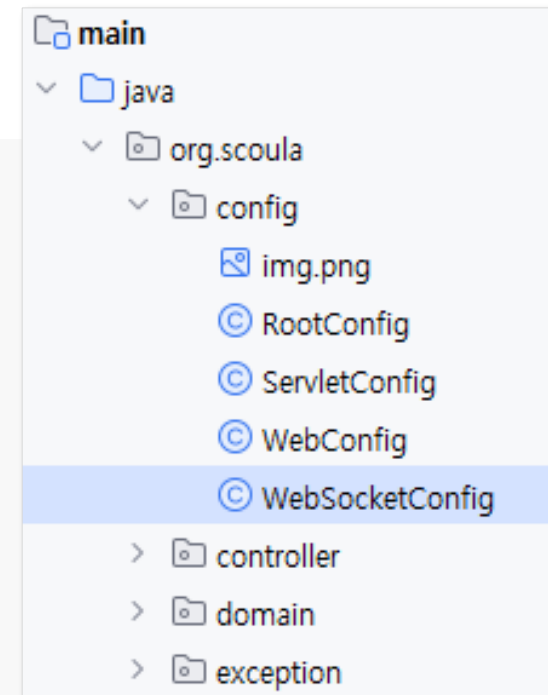 main
java
org.scoula
config
img.png
RootConfig
ServletConfig
WebConfig
WebSocketConfig
controller
domain
exception